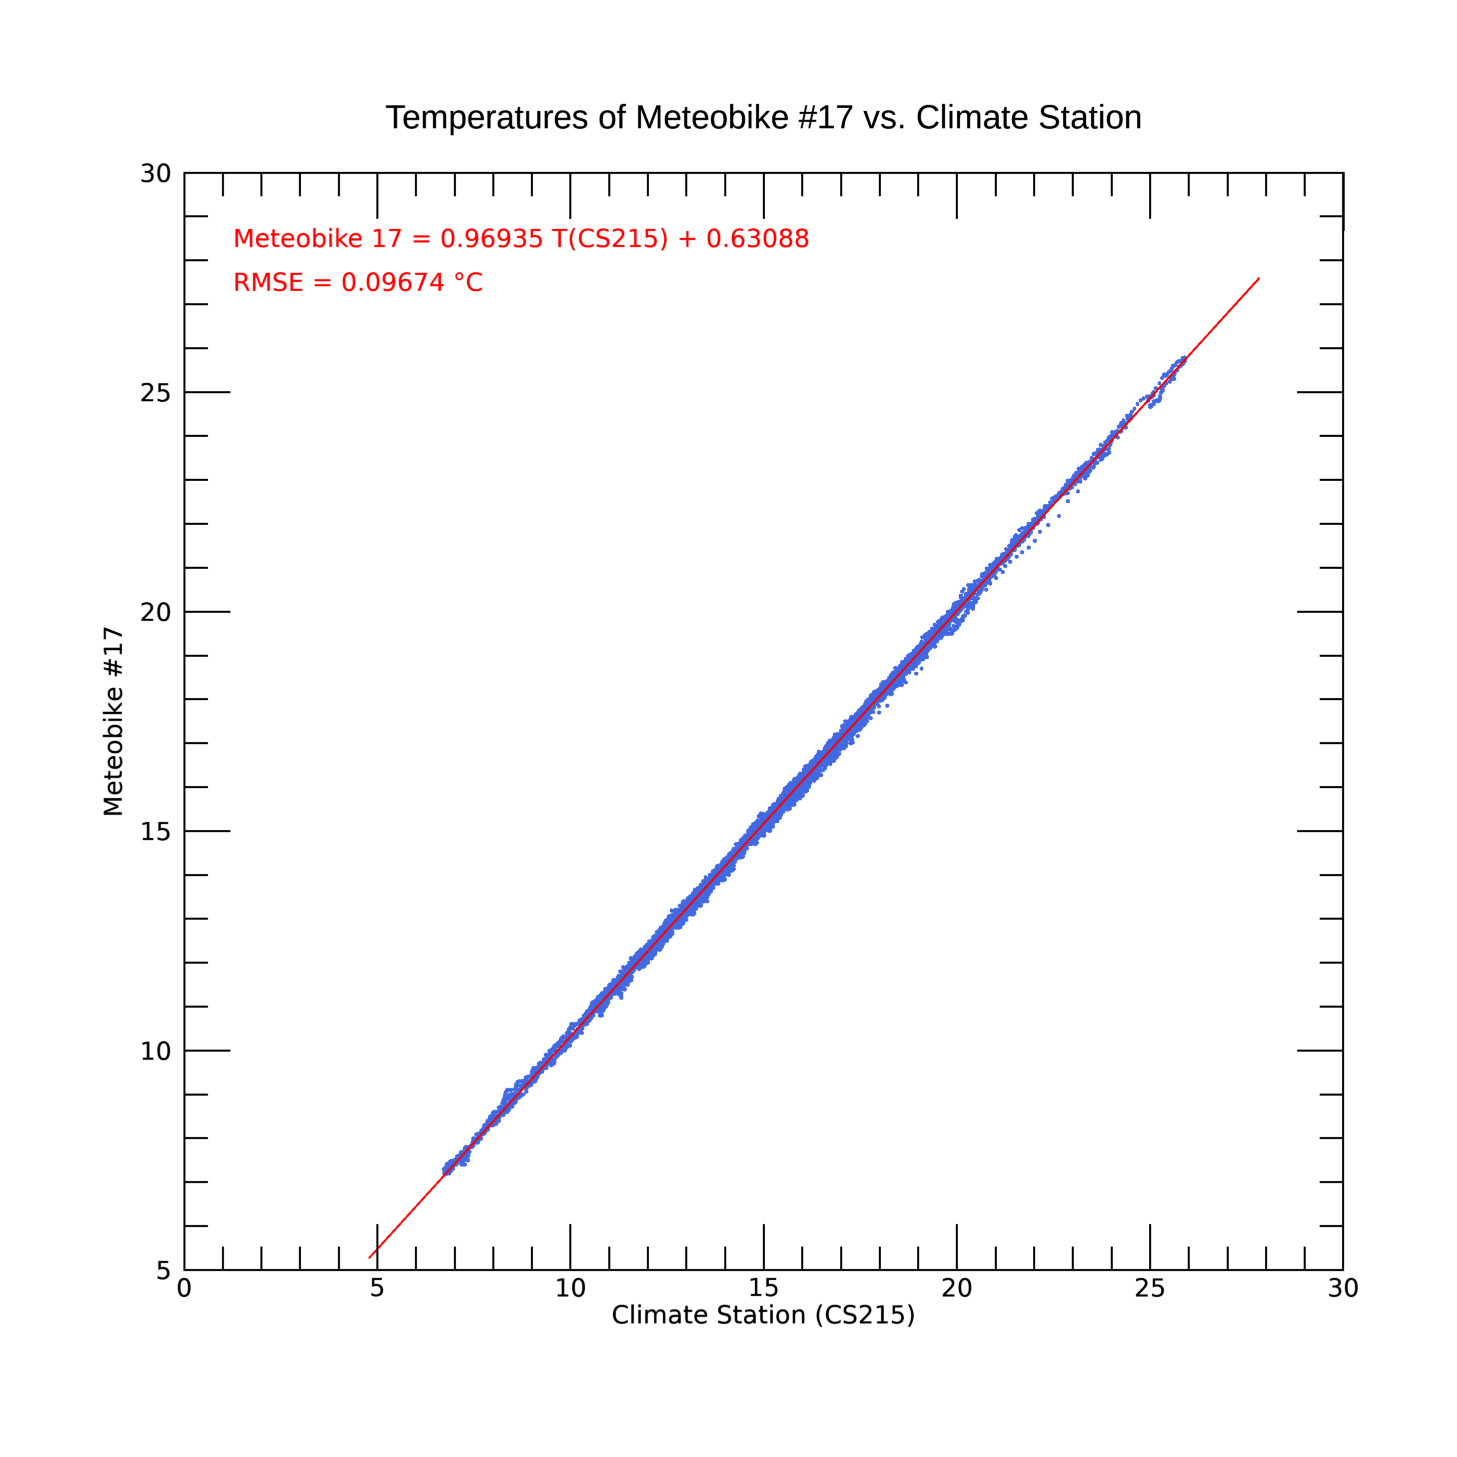 Temperatures of Meteobike #17 vs. Climate Station
30
Meteobike 17 = 0.96935 T(CS215) + 0.63088
RMSE = 0.09674 °C
25
20
Meteobike #17
15
10
5
0 5 10 15 20 25 30
Climate Station (CS215)